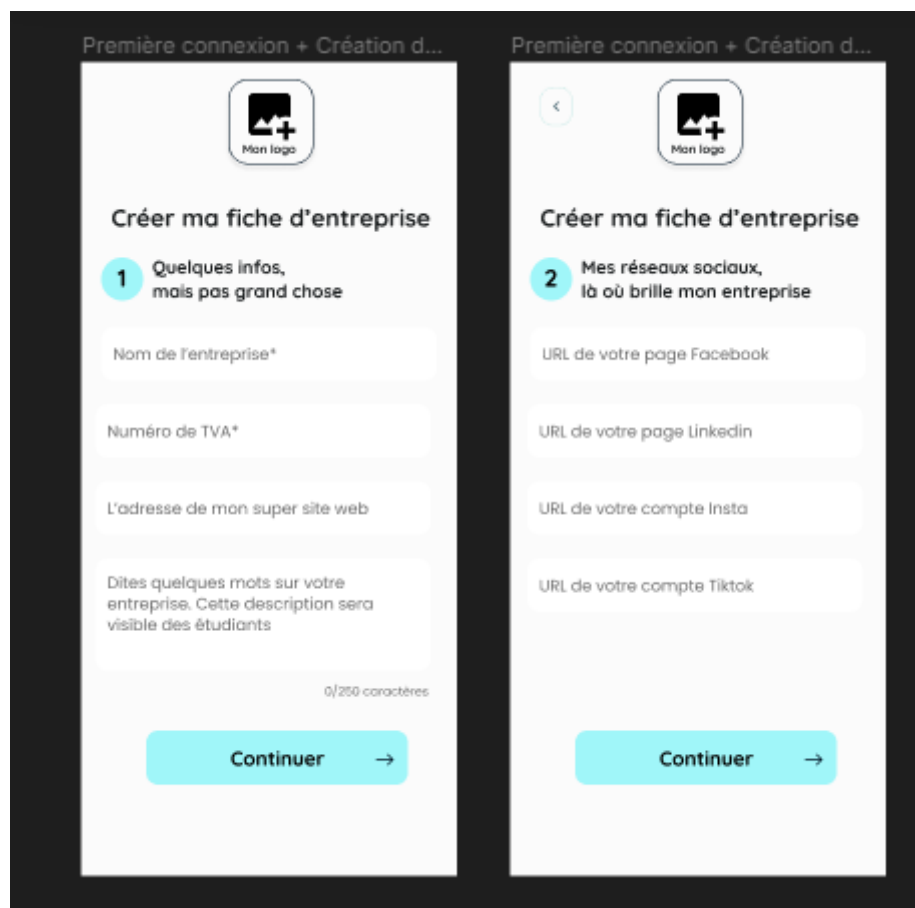 Première connexion + Création d...
Mon logo
Créer ma fiche d'entreprise
1
Quelques infos,
mais pas grand chose
Nom de l'entreprise*
Numéro de TVA*
L'adresse de mon super site web
Dites quelques mots sur votre
entreprise. Cette description sera
visible des étudiants
0/250 caractères
Continuer →
Première connexion + Création d...
<
Mon logo
Créer ma fiche d'entreprise
2
Mes réseaux sociaux,
là où brille mon entreprise
URL de votre page Facebook
URL de votre page Linkedin
URL de votre compte Insta
URL de votre compte Tiktok
Continuer →